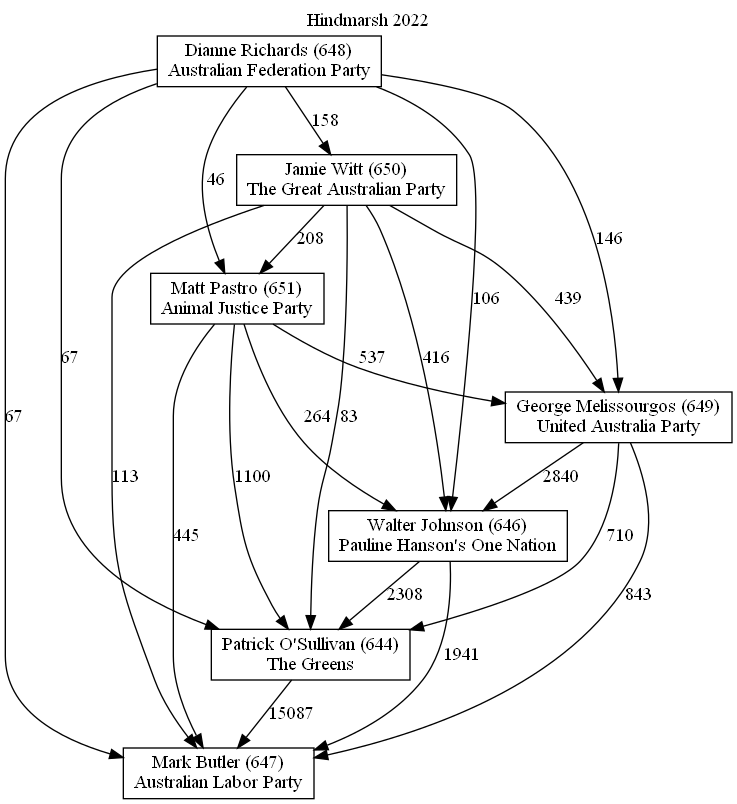 Hindmarsh 2022
Dianne Richards (648)
Australian Federation Party
158
Jamie Witt (650)
The Great Australian Party
46
208
146
Matt Pastro (651)
Animal Justice Party
106
439
67
67
537
416
George Melissourgos (649)
United Australia Party
264
83
113
1100
2840
445
Walter Johnson (646)
Pauline Hanson's One Nation
710
2308
843
Patrick O'Sullivan (644)
The Greens
1941
15087
Mark Butler (647)
Australian Labor Party